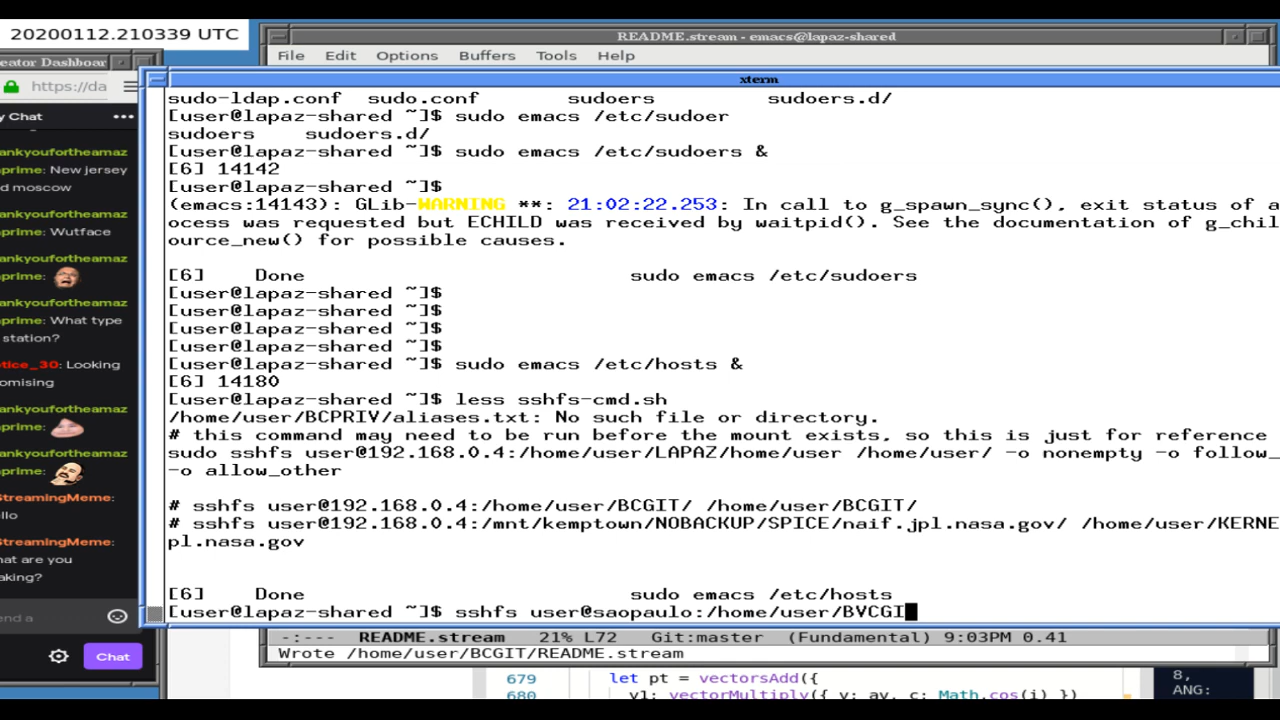 20200112.210339 UTC
README.stream - emacs@lapaz-shared
File Edit Options Buffers Tools Help
eator Dashboar
https://da
y Chat
ankyoufortheamaz
prime: New jersey
d moscow
ankyoufortheamaz
prime: Wutface
ankyoufortheamaz
prime:
ankyoufortheamaz
prime: What type
station?
tice_30: Looking
omising
ankyoufortheamaz
prime:
ankyoufortheamaz
prime:
StreamingMeme:
llo
StreamingMeme:
hat are you
aking?
end a
Chat
xterm
sudo-ldap.conf sudo.conf sudoers sudoers.d/
[user@lapaz-shared ~]$ sudo emacs /etc/sudoer
sudoers sudoers.d/
[user@lapaz-shared ~]$ sudo emacs /etc/sudoers &
[6] 14142
[user@lapaz-shared ~]$
(emacs:14143): GLib-WARNING **: 21:02:22.253: In call to g_spawn_sync(), exit status of a
ocess was requested but ECHILD was received by waitpid(). See the documentation of g_chil
ource_new() for possible causes.
[6] Done sudo emacs /etc/sudoers
[user@lapaz-shared ~]$
[user@lapaz-shared ~]$
[user@lapaz-shared ~]$
[user@lapaz-shared ~]$
[user@lapaz-shared ~]$ sudo emacs /etc/hosts &
[6] 14180
[user@lapaz-shared ~]$ less sshfs-cmd.sh
/home/user/BCPRIV/aliases.txt: No such file or directory.
# this command may need to be run before the mount exists, so this is just for reference
sudo sshfs user@192.168.0.4:/home/user/LAPAZ/home/user /home/user/ -o nonempty -o follow_
-o allow_other
# sshfs user@192.168.0.4:/home/user/BCGIT/ /home/user/BCGIT/
# sshfs user@192.168.0.4:/mnt/kemptown/NOBACKUP/SPICE/naif.jpl.nasa.gov/ /home/user/KERNE
pl.nasa.gov
[6] Done sudo emacs /etc/hosts
[user@lapaz-shared ~]$ sshfs user@saopaulo:/home/user/BVCGI
-:--- README.stream 21% L72 Git:master (Fundamental) 9:03PM 0.41
Wrote /home/user/BCGIT/README.stream
679 let pt = vectorsAdd({
680 v1: vectorMultiply({ v: av, c: Math.cos(i) })
8,
ANG: